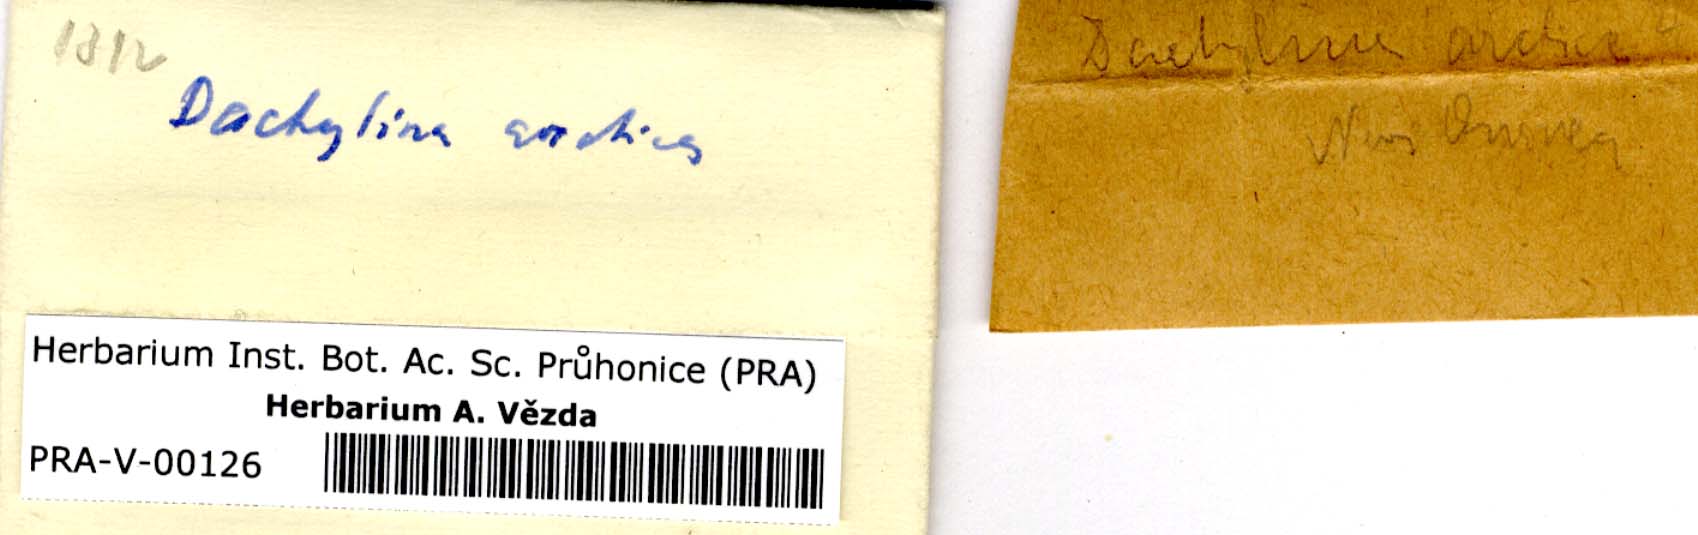 1312
Dactylina arctica
Herbarium Inst. Bot. Ac. Sc. Průhonice (PRA)
Herbarium A. Vězda
PRA-V-00126
Dactylina arctica